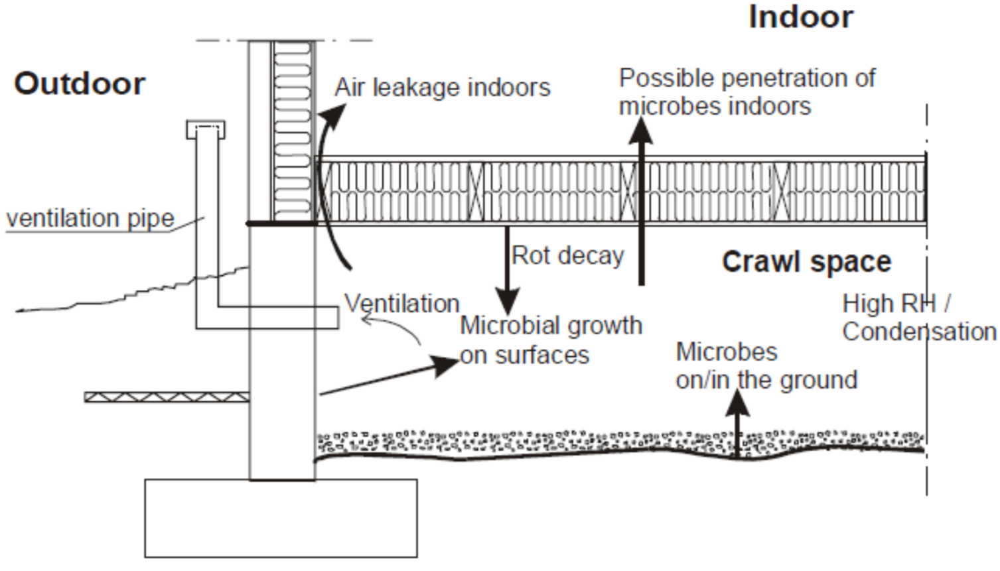 Indoor
Outdoor
Air leakage indoors
Possible penetration of
microbes indoors
ventilation pipe
Rot decay
Crawl space
Ventilation
High RH /
Condensation
Microbial growth
on surfaces
Microbes
on/in the ground